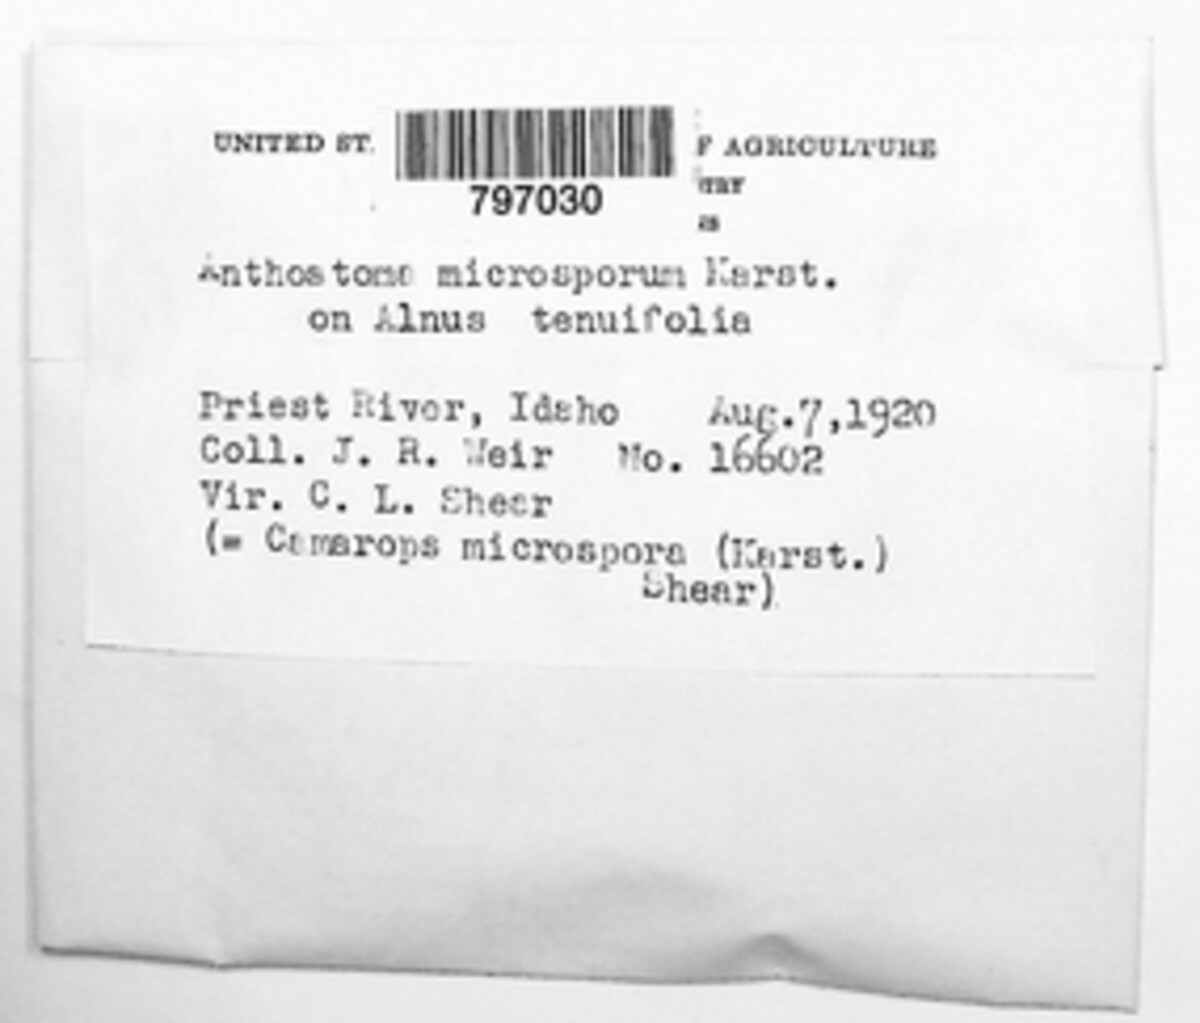 UNITED ST. F AGRICULTURE
797030
Anthostoma microsporum Karst.
on Alnus tenuifolia
Priest River, Idaho Aug.7,1920
Coll. J. R. Weir No. 16602
Vir. C. L. Shear
(= Camarops microspora (Karst.)
Shear)